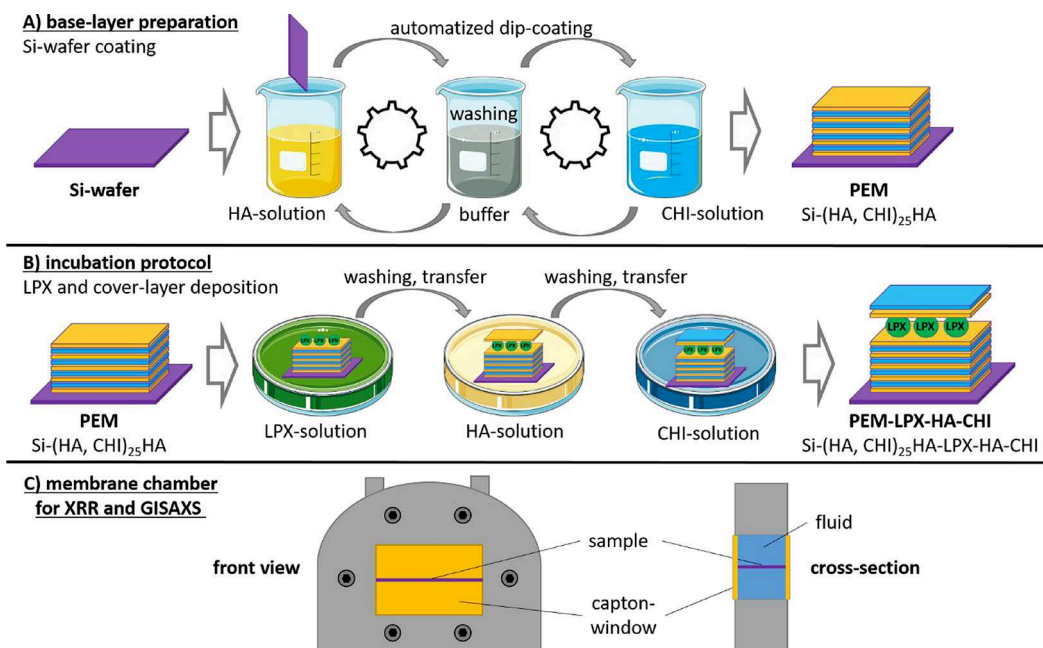 A) base-layer preparation
Si-wafer coating
automatized dip-coating
washing
Si-wafer
HA-solution
buffer
CHI-solution
PEM
Si-(HA, CHI)₂₅HA
B) incubation protocol
LPX and cover-layer deposition
washing, transfer
washing, transfer
LPX LPX LPX
LPX LPX LPX
LPX LPX LPX
LPX LPX LPX
PEM
Si-(HA, CHI)₂₅HA
LPX-solution
HA-solution
CHI-solution
PEM-LPX-HA-CHI
Si-(HA, CHI)₂₅HA-LPX-HA-CHI
C) membrane chamber
for XRR and GISAXS
front view
sample
capton-
window
fluid
cross-section